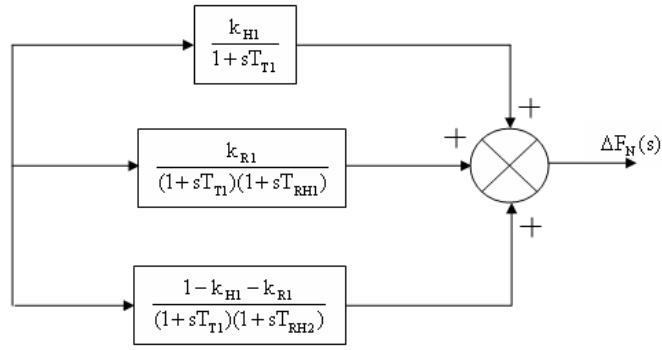 k_H1
1+sT_T1
+
k_R1
(1+sT_T1)(1+sT_RH1)
+
ΔF_N(s)
+
1−k_H1−k_R1
(1+sT_T1)(1+sT_RH2)